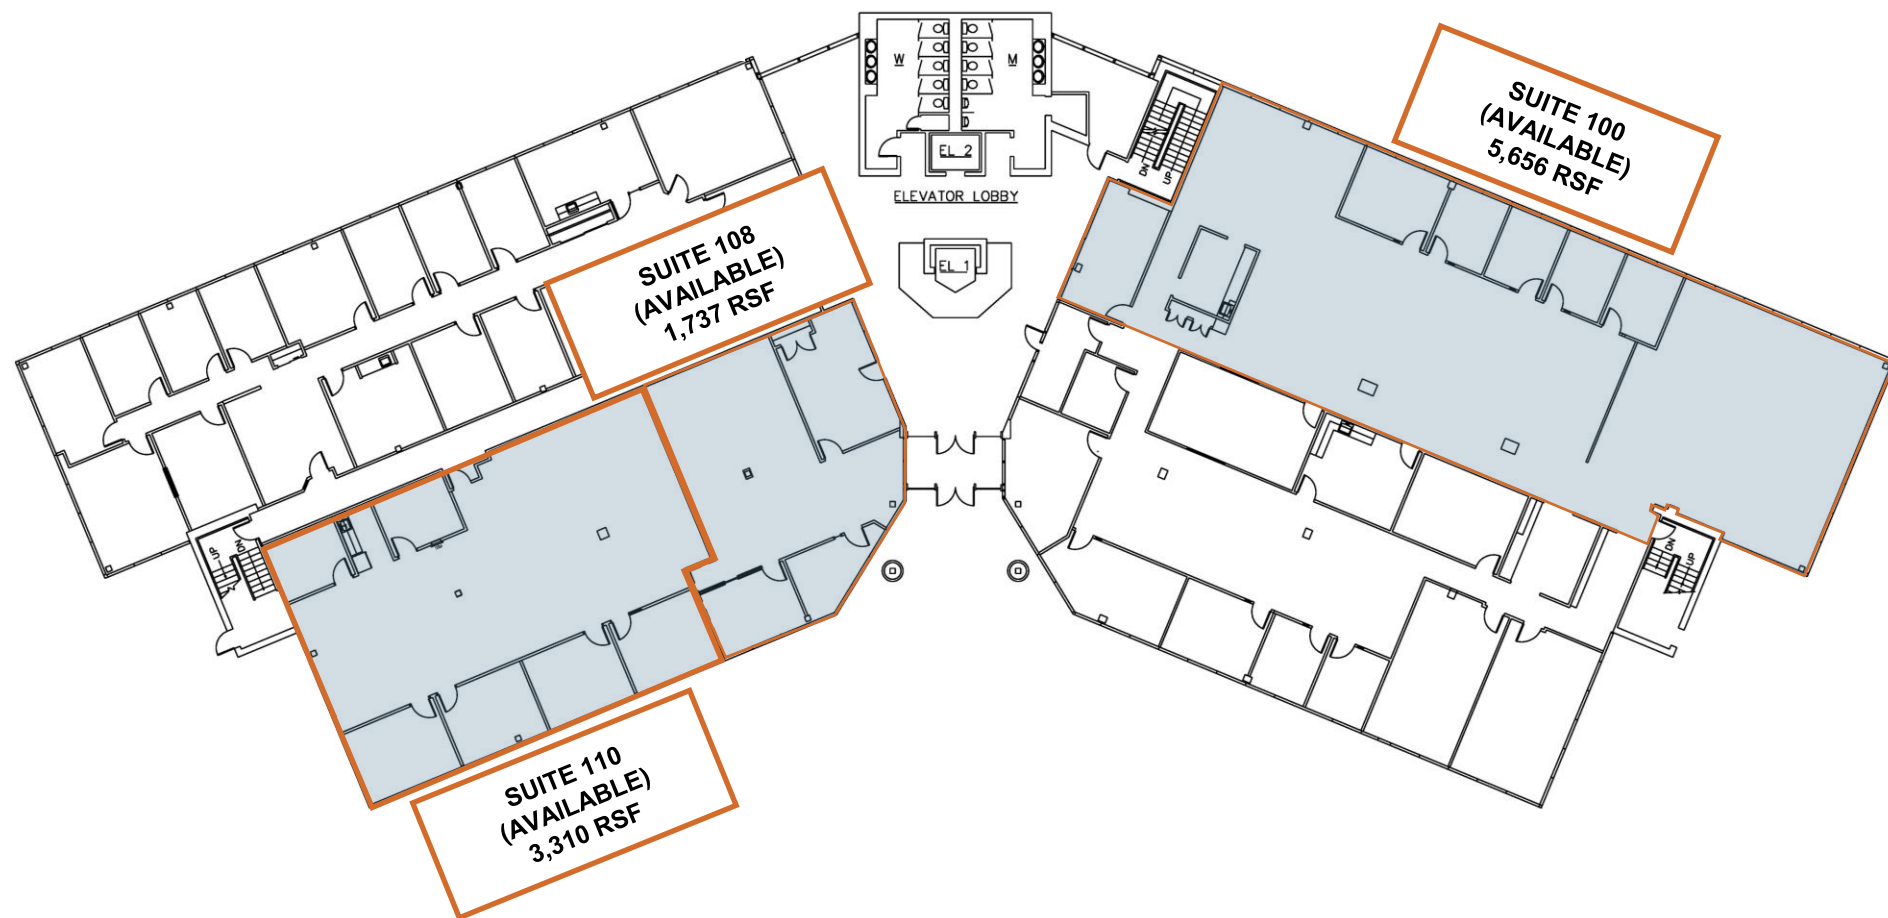 W
M
EL 2
ELEVATOR LOBBY
EL 1
DN
UP
SUITE 100
(AVAILABLE)
5,656 RSF
SUITE 108
(AVAILABLE)
1,737 RSF
UP
DN
DN
UP
SUITE 110
(AVAILABLE)
3,310 RSF